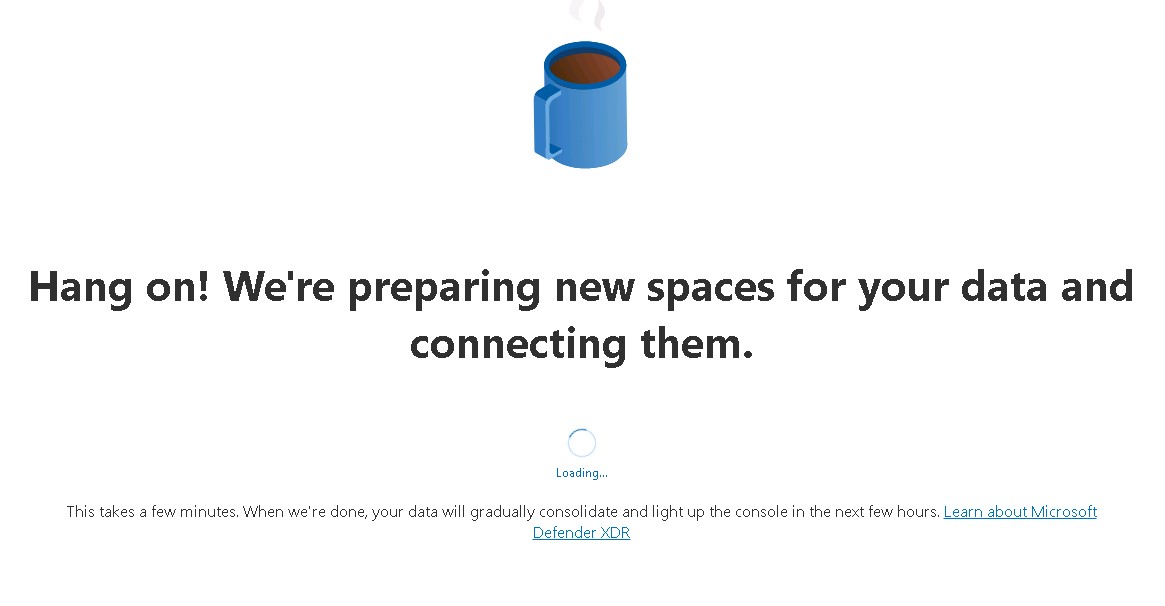 Hang on! We're preparing new spaces for your data and
connecting them.
Loading...
This takes a few minutes. When we're done, your data will gradually consolidate and light up the console in the next few hours. Learn about Microsoft
Defender XDR